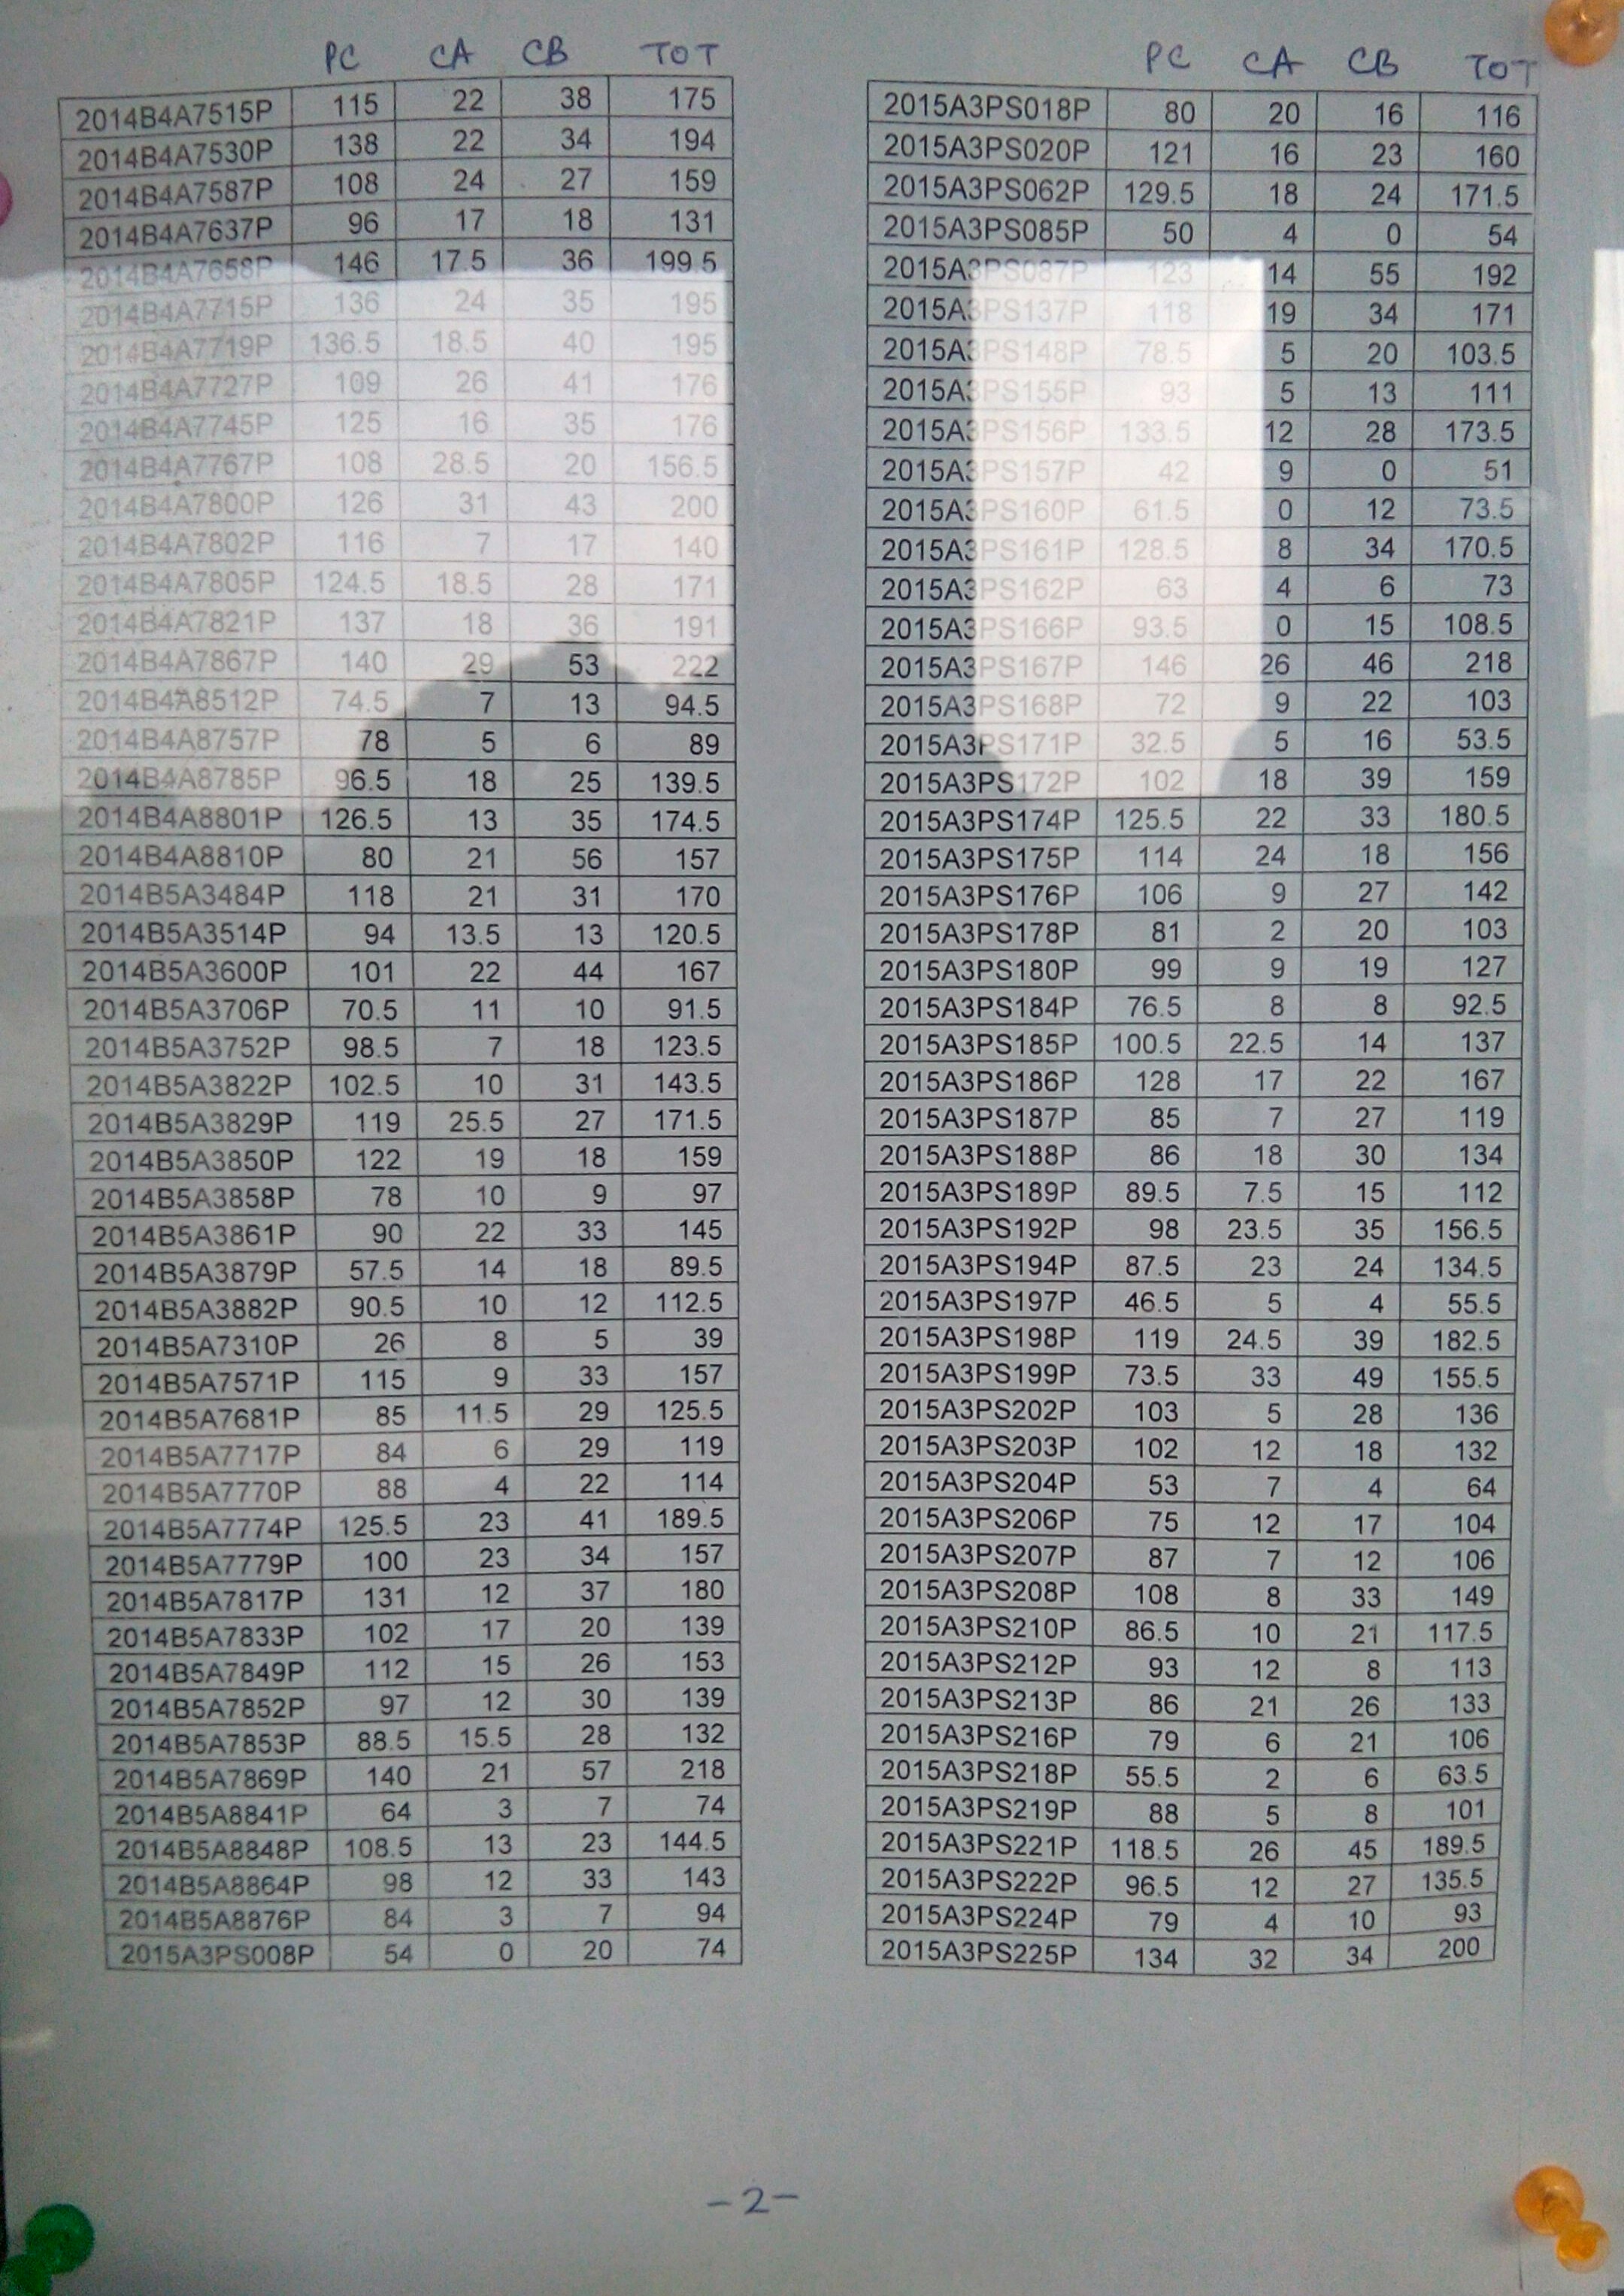 PC CA CB TOT
2014B4A7515P 115 22 38 175
2014B4A7530P 138 22 34 194
2014B4A7587P 108 24 27 159
2014B4A7637P 96 17 18 131
2014B4A7658P 146 17.5 36 199.5
2014B4A7715P 136 24 35 195
2014B4A7719P 136.5 18.5 40 195
2014B4A7727P 109 26 41 176
2014B4A7745P 125 16 35 176
2014B4A7767P 108 28.5 20 156.5
2014B4A7800P 126 31 43 200
2014B4A7802P 116 7 17 140
2014B4A7805P 124.5 18.5 28 171
2014B4A7821P 137 18 36 191
2014B4A7867P 140 29 53 222
2014B4A8512P 74.5 7 13 94.5
2014B4A8757P 78 5 6 89
2014B4A8785P 96.5 18 25 139.5
2014B4A8801P 126.5 13 35 174.5
2014B4A8810P 80 21 56 157
2014B5A3484P 118 21 31 170
2014B5A3514P 94 13.5 13 120.5
2014B5A3600P 101 22 44 167
2014B5A3706P 70.5 11 10 91.5
2014B5A3752P 98.5 7 18 123.5
2014B5A3822P 102.5 10 31 143.5
2014B5A3829P 119 25.5 27 171.5
2014B5A3850P 122 19 18 159
2014B5A3858P 78 10 9 97
2014B5A3861P 90 22 33 145
2014B5A3879P 57.5 14 18 89.5
2014B5A3882P 90.5 10 12 112.5
2014B5A7310P 26 8 5 39
2014B5A7571P 115 9 33 157
2014B5A7681P 85 11.5 29 125.5
2014B5A7717P 84 6 29 119
2014B5A7770P 88 4 22 114
2014B5A7774P 125.5 23 41 189.5
2014B5A7779P 100 23 34 157
2014B5A7817P 131 12 37 180
2014B5A7833P 102 17 20 139
2014B5A7849P 112 15 26 153
2014B5A7852P 97 12 30 139
2014B5A7853P 88.5 15.5 28 132
2014B5A7869P 140 21 57 218
2014B5A8841P 64 3 7 74
2014B5A8848P 108.5 13 23 144.5
2014B5A8864P 98 12 33 143
2014B5A8876P 84 3 7 94
2015A3PS008P 54 0 20 74
PC CA CB TOT
2015A3PS018P 80 20 16 116
2015A3PS020P 121 16 23 160
2015A3PS062P 129.5 18 24 171.5
2015A3PS085P 50 4 0 54
2015A3PS087P 123 14 55 192
2015A3PS137P 118 19 34 171
2015A3PS148P 78.5 5 20 103.5
2015A3PS155P 93 5 13 111
2015A3PS156P 133.5 12 28 173.5
2015A3PS157P 42 9 0 51
2015A3PS160P 61.5 0 12 73.5
2015A3PS161P 128.5 8 34 170.5
2015A3PS162P 63 4 6 73
2015A3PS166P 93.5 0 15 108.5
2015A3PS167P 146 26 46 218
2015A3PS168P 72 9 22 103
2015A3PS171P 32.5 5 16 53.5
2015A3PS172P 102 18 39 159
2015A3PS174P 125.5 22 33 180.5
2015A3PS175P 114 24 18 156
2015A3PS176P 106 9 27 142
2015A3PS178P 81 2 20 103
2015A3PS180P 99 9 19 127
2015A3PS184P 76.5 8 8 92.5
2015A3PS185P 100.5 22.5 14 137
2015A3PS186P 128 17 22 167
2015A3PS187P 85 7 27 119
2015A3PS188P 86 18 30 134
2015A3PS189P 89.5 7.5 15 112
2015A3PS192P 98 23.5 35 156.5
2015A3PS194P 87.5 23 24 134.5
2015A3PS197P 46.5 5 4 55.5
2015A3PS198P 119 24.5 39 182.5
2015A3PS199P 73.5 33 49 155.5
2015A3PS202P 103 5 28 136
2015A3PS203P 102 12 18 132
2015A3PS204P 53 7 4 64
2015A3PS206P 75 12 17 104
2015A3PS207P 87 7 12 106
2015A3PS208P 108 8 33 149
2015A3PS210P 86.5 10 21 117.5
2015A3PS212P 93 12 8 113
2015A3PS213P 86 21 26 133
2015A3PS216P 79 6 21 106
2015A3PS218P 55.5 2 6 63.5
2015A3PS219P 88 5 8 101
2015A3PS221P 118.5 26 45 189.5
2015A3PS222P 96.5 12 27 135.5
2015A3PS224P 79 4 10 93
2015A3PS225P 134 32 34 200
-2-